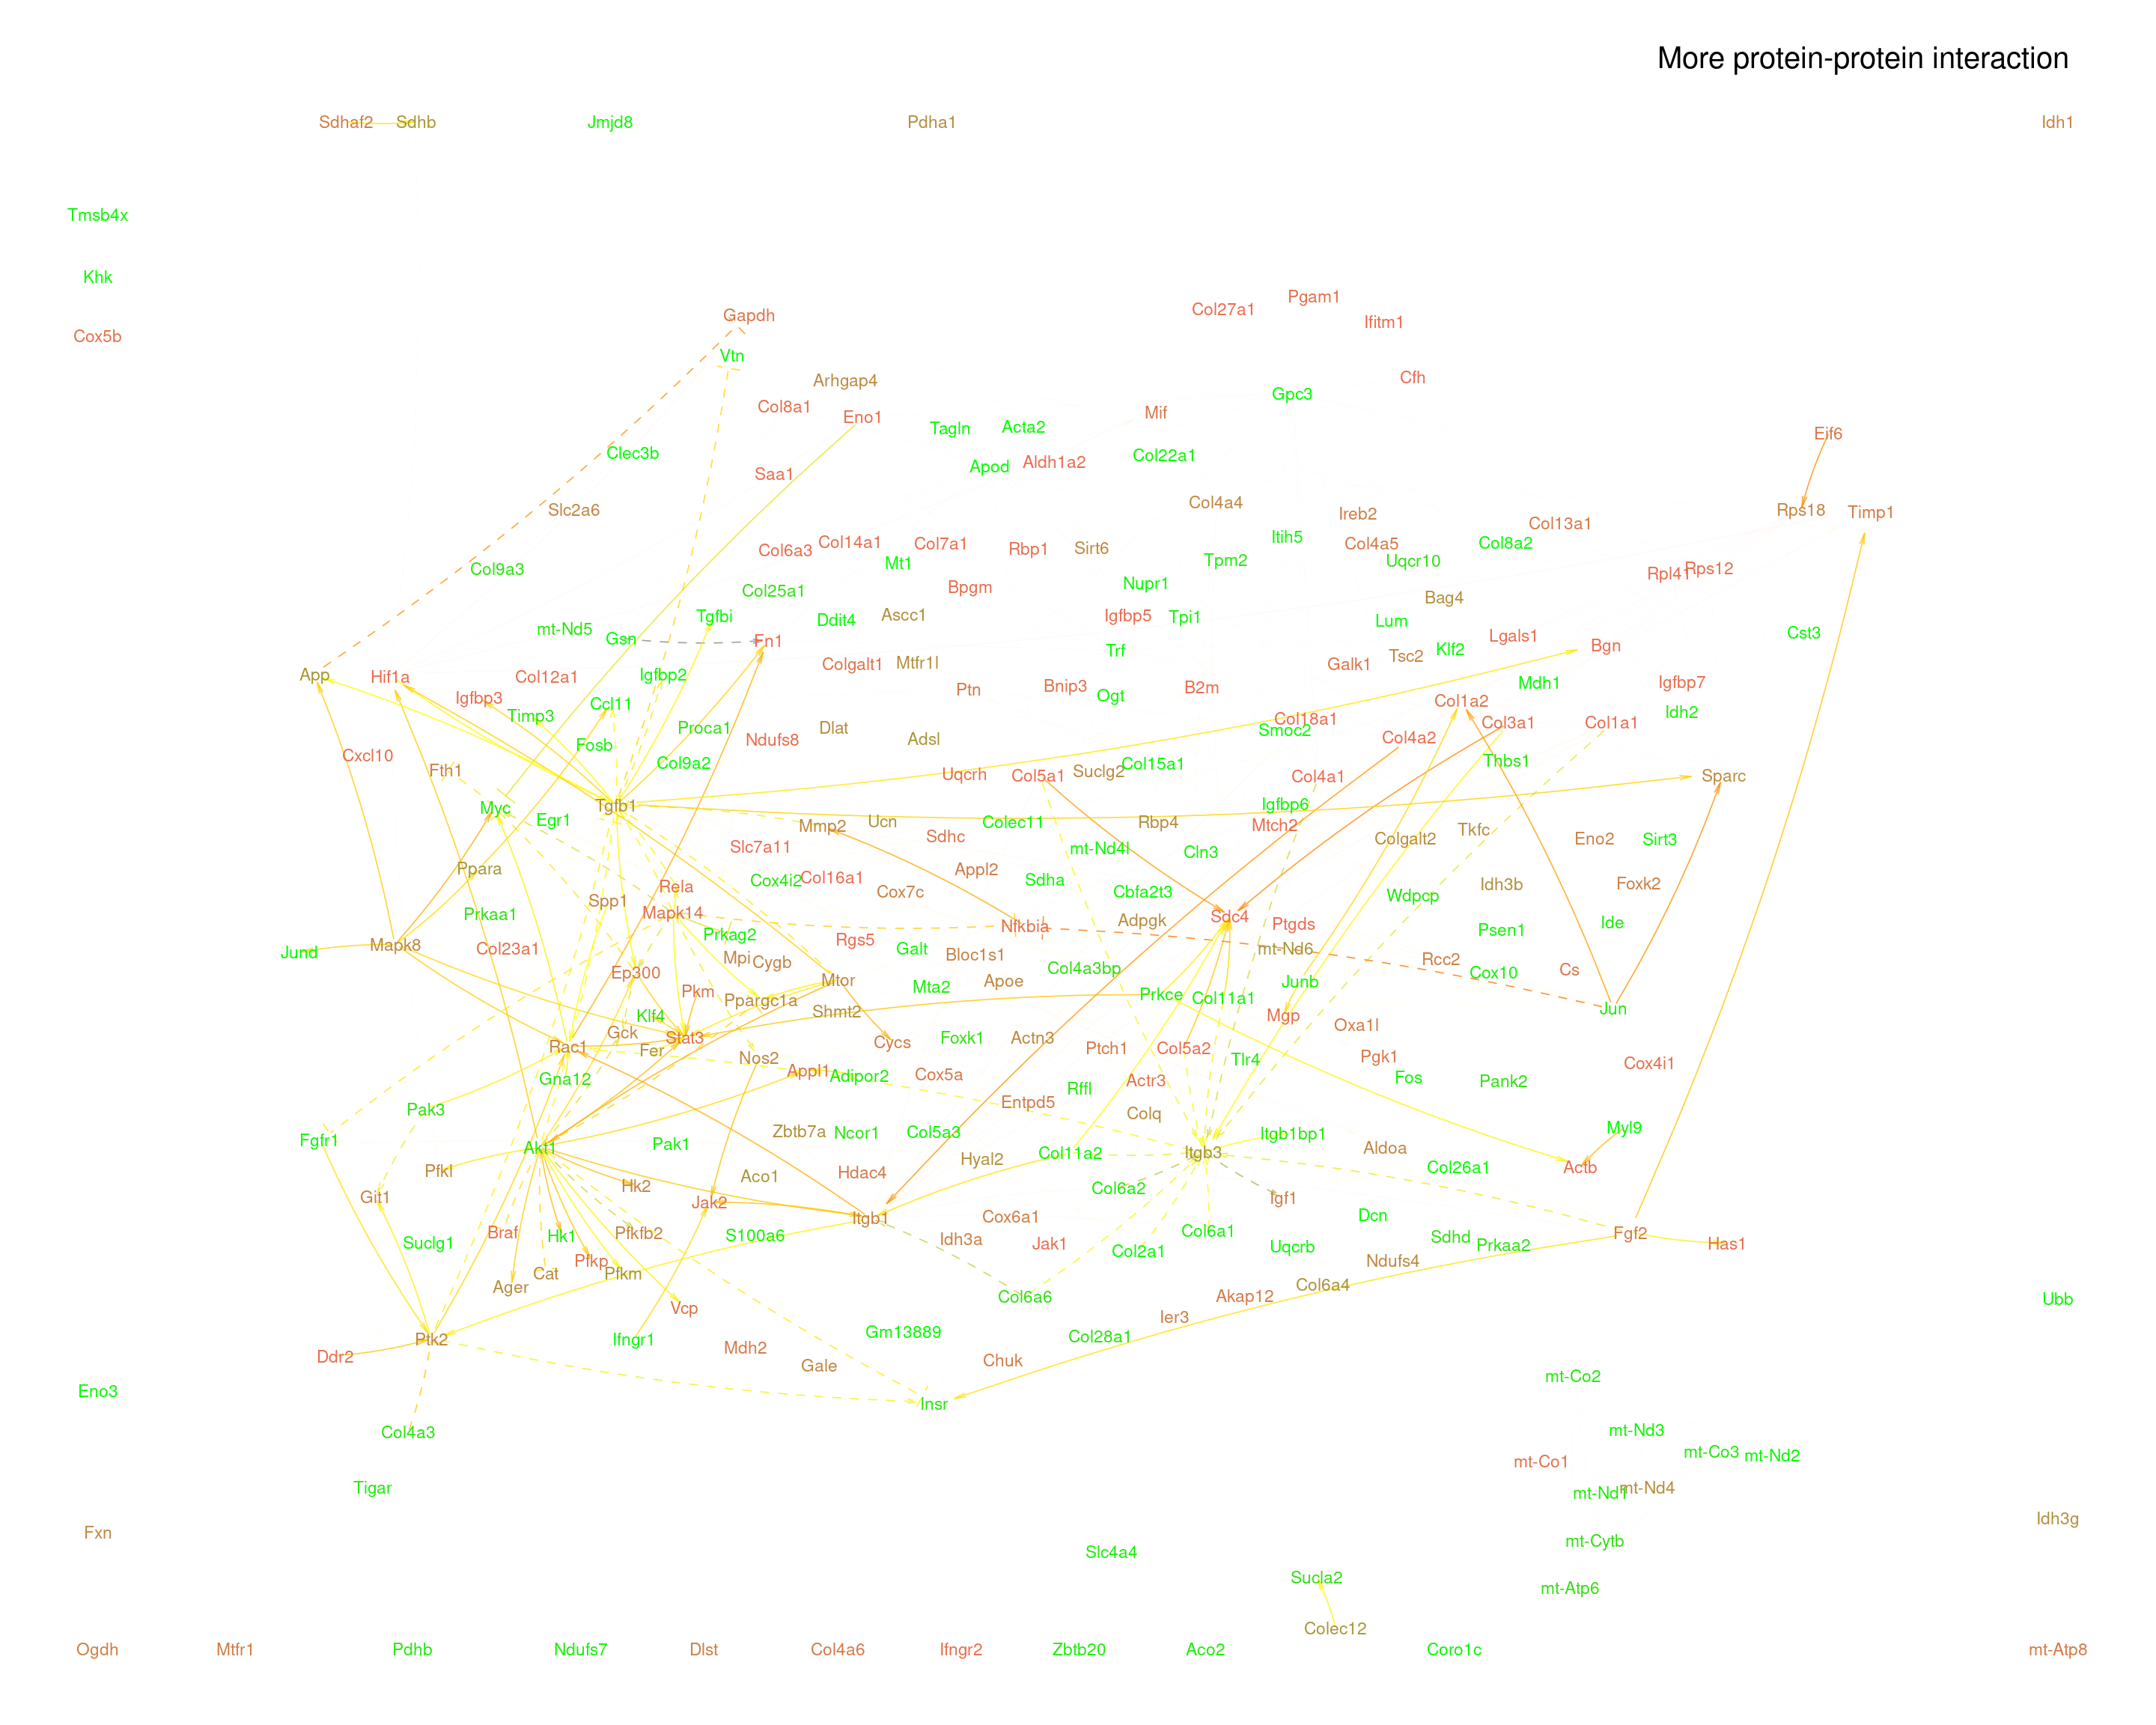 More protein-protein interaction
Sdhaf2 Sdhb Jmjd8 Pdha1 Idh1
Tmsb4x
Khk
Pgam1
Col27a1
Gapdh Ifitm1
Cox5b
Vtn
Arhgap4 Cfh
Gpc3
Col8a1
Eno1 Mif
Tagln Acta2 Eif6
Clec3b Col22a1
Apod Aldh1a2
Saa1
Col4a4
Slc2a6 Ireb2 Rps18 Timp1
Col13a1
Itih5
Col6a3 Col14a1 Col7a1 Rbp1 Sirt6 Col4a5 Col8a2
Col9a3 Mt1 Tpm2 Uqcr10 Rpl41 Rps12
Col25a1 Bpgm Nupr1
Bag4
Tgfbi Ddit4 Ascc1 Igfbp5 Tpi1 Lum
mt-Nd5 Gsn Fn1 Lgals1 Cst3
Trf Klf2 Bgn
App Hif1a Col12a1 Igfbp2 Colgalt1 Mtfr1l Galk1 Tsc2
Igfbp3 Ptn Bnip3 Ogt B2m Mdh1 Igfbp7
Timp3 Ccl11 Col1a2 Idh2
Proca1 Dlat Col18a1 Smoc2 Col3a1 Col1a1
Cxcl10 Fosb Ndufs8 Adsl Col4a2
Fth1 Col9a2 Uqcrh Col5a1 Suclg2 Col15a1 Col4a1 Thbs1 Sparc
Myc Tgfb1 Igfbp6
Egr1 Mmp2 Ucn Colec11 Rbp4 Mtch2 Tkfc
Slc7a11 Sdhc mt-Nd4l Cln3 Colgalt2 Eno2 Sirt3
Ppara Appl2
Rela Cox4i2 Col16a1 Cox7c Sdha Cbfa2t3 Wdpcp Idh3b Foxk2
Prkaa1 Spp1 Mapk14 Nfkbia Adpgk Sdc4 Ptgds Ide
Jund Mapk8 Col23a1 Prkag2 Rgs5 Galt Bloc1s1 mt-Nd6 Psen1
Ep300 Mpi Cygb Mtor Apoe Col4a3bp Rcc2 Cox10 Cs
Pkm Ppargc1a Mta2 Prkce Col11a1 Junb
Klf4 Shmt2 Mgp Jun
Rac1 Gck Fer Stat3 Nos2 Cycs Foxk1 Actn3 Ptch1 Col5a2 Tlr4 Oxa1l Pgk1 Cox4i1
Gna12 Appl1 Adipor2 Cox5a Rffl Actr3 Fos Pank2
Pak3 Entpd5 Colq
Fgfr1 Akt1 Pak1 Zbtb7a Ncor1 Col5a3 Col11a2 Itgb3 Itgb1bp1 Aldoa Myl9
Pfkl Aco1 Hdac4 Hyal2 Col26a1 Actb
Git1 Hk2 Jak2 Itgb1 Cox6a1 Col6a2 Igf1 Dcn
Suclg1 Braf Hk1 Pfkfb2 S100a6 Idh3a Jak1 Col2a1 Col6a1 Uqcrb Sdhd Prkaa2 Fgf2 Has1
Ager Cat Pfkp Pfkm Col6a6 Akap12 Col6a4 Ndufs4
Vcp Ubb
Ptk2 Ifngr1 Gm13889 Col28a1 Ier3
Ddr2 Mdh2 Gale Chuk
Eno3 Insr mt-Co2
Col4a3 mt-Nd3
mt-Co1 mt-Co3 mt-Nd2
Tigar mt-Nd1 mt-Nd4
Fxn mt-Cytb Idh3g
Slc4a4
Sucla2 mt-Atp6
Colec12
Ogdh Mtfr1 Pdhb Ndufs7 Dlst Col4a6 Ifngr2 Zbtb20 Aco2 Coro1c mt-Atp8